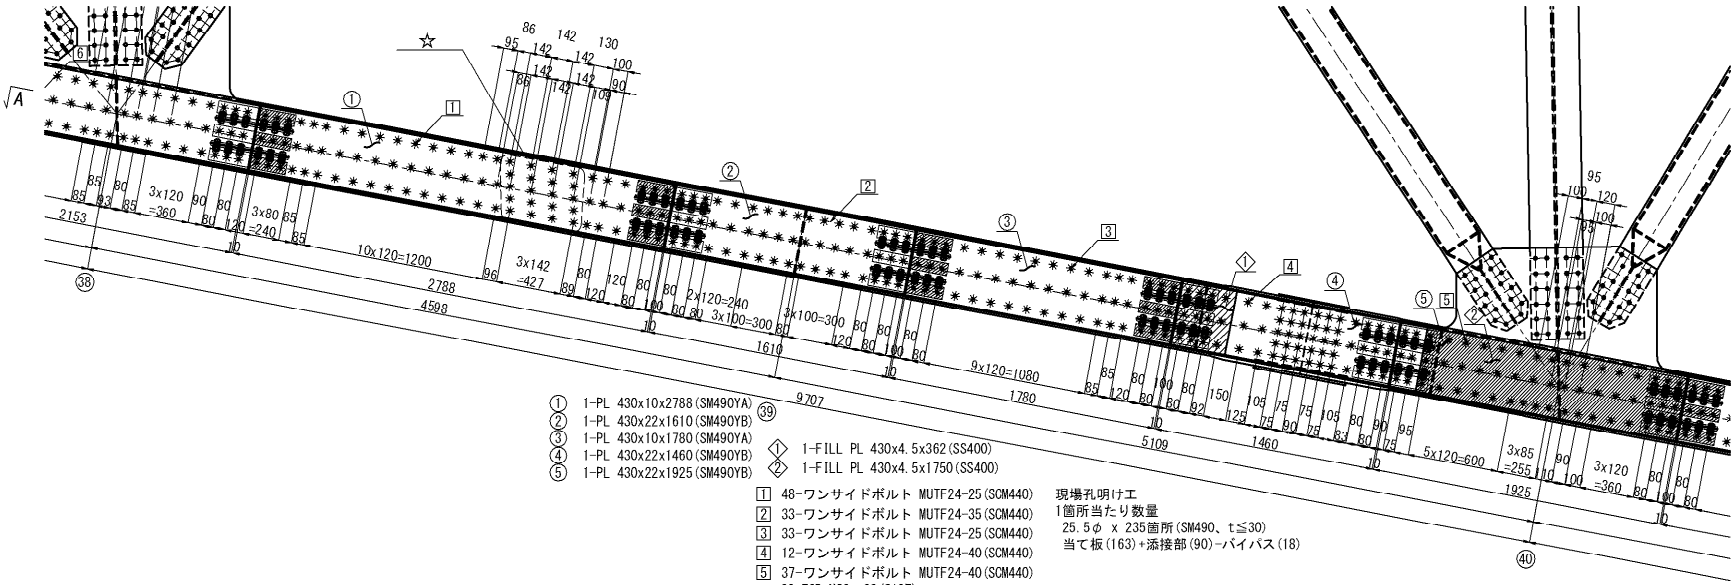 ☆
95 86 142 142 142 130 100
86 142 142 142 109 90
6
A
1
1
2
2
3
3
1
4
4
5
5
2
95
100 120
100
95
85 85 93 80 85 3x120=360 90 80 80 120 3x80=240 85 85
10x120=1200
96 3x142=427 89 80 120 120 80 80 100 80 80 80 2x120=240
3x100=300 80 3x100=300 120 80 80 80 100 80 80
9x120=1080
85 85 120 80 80 100 80 80 92 150 125 105 75 75 90 75 75 105 83 80 80 90 75 95
5x120=600
3x85=255 110 90 100 3x120=360 80 80 100 80 80
2153
10
2788
10
1610
10
1780
10
1460
10
1925
10
38
4598
39
9707
5109
40
① 1-PL 430x10x2788(SM490YA)
② 1-PL 430x22x1610(SM490YB)
③ 1-PL 430x10x1780(SM490YA)
④ 1-PL 430x22x1460(SM490YB)
⑤ 1-PL 430x22x1925(SM490YB)
1 1-FILL PL 430x4.5x362(SS400)
2 1-FILL PL 430x4.5x1750(SS400)
1 48-ワンサイドボルト MUTF24-25(SCM440)
2 33-ワンサイドボルト MUTF24-35(SCM440)
3 33-ワンサイドボルト MUTF24-25(SCM440)
4 12-ワンサイドボルト MUTF24-40(SCM440)
5 37-ワンサイドボルト MUTF24-40(SCM440)
現場孔明け工
1箇所当たり数量
25.5φ x 235箇所(SM490、t≦30)
当て板(163)+添接部(90)-バイパス(18)